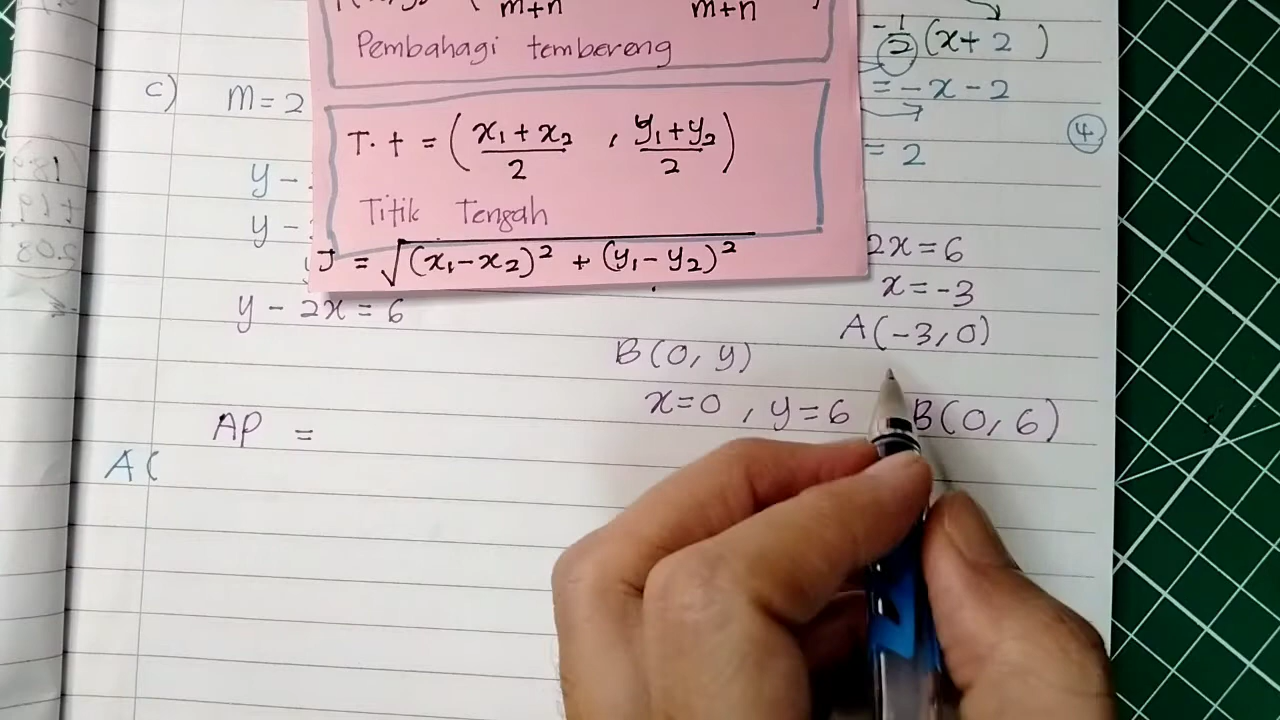 m+n m+n
Pembahagi tembereng
T.t = (x₁+x₂/2 , y₁+y₂/2)
Titik Tengah
J = √(x₁-x₂)² + (y₁-y₂)²
-1/2 (x+2)
= -x-2
= 2
④
c) m=2
y-
y-
y - 2x = 6
2x=6
x=-3
A(-3,0)
B(0,y)
x=0 , y=6 B(0,6)
AP =
A(